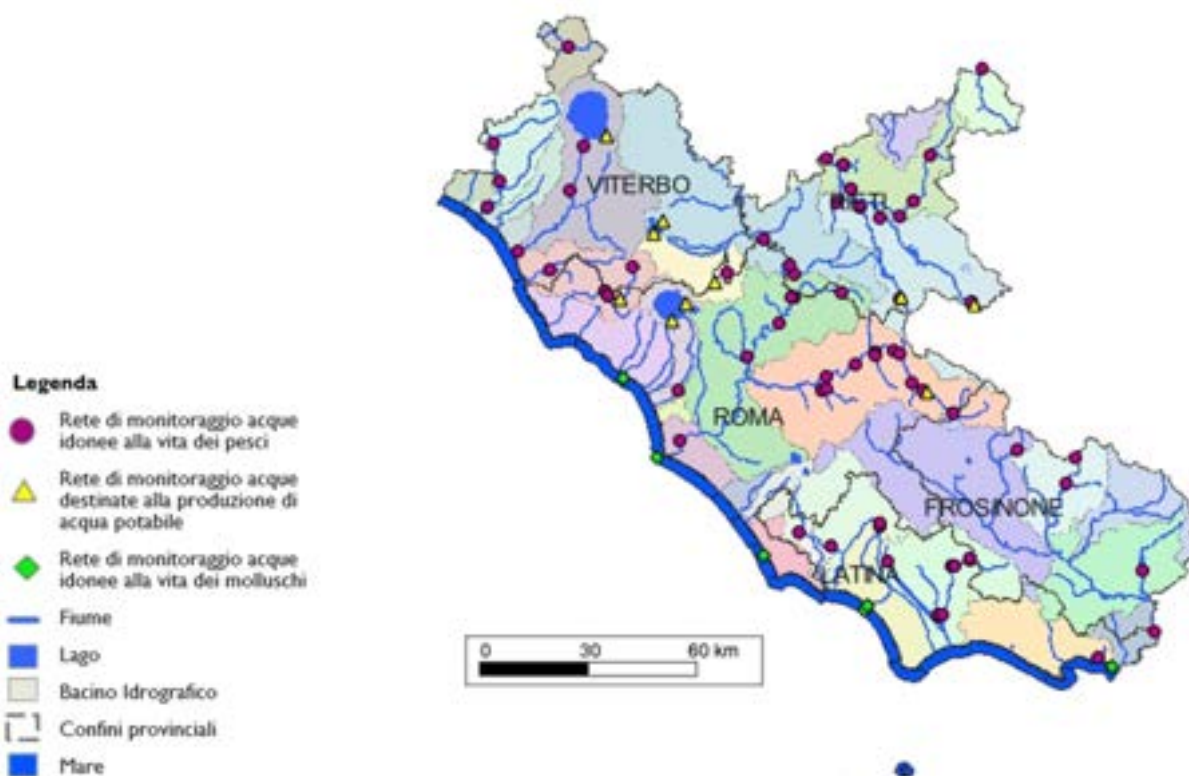 VITERBO
RIETI
ROMA
FROSINONE
LATINA
Legenda
Rete di monitoraggio acque
idonee alla vita dei pesci
Rete di monitoraggio acque
destinate alla produzione di
acqua potabile
Rete di monitoraggio acque
idonee alla vita dei molluschi
Fiume
Lago
Bacino Idrografico
Confini provinciali
Mare
0 30 60 km